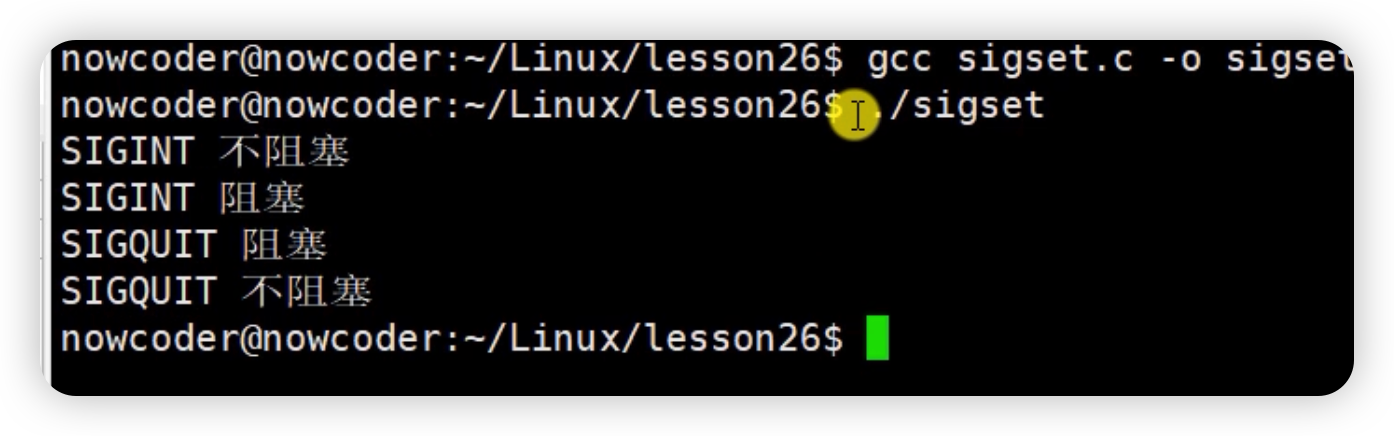 nowcoder@nowcoder:~/Linux/lesson26$ gcc sigset.c -o sigset
nowcoder@nowcoder:~/Linux/lesson26$ ./sigset
SIGINT 不阻塞
SIGINT 阻塞
SIGQUIT 阻塞
SIGQUIT 不阻塞
nowcoder@nowcoder:~/Linux/lesson26$